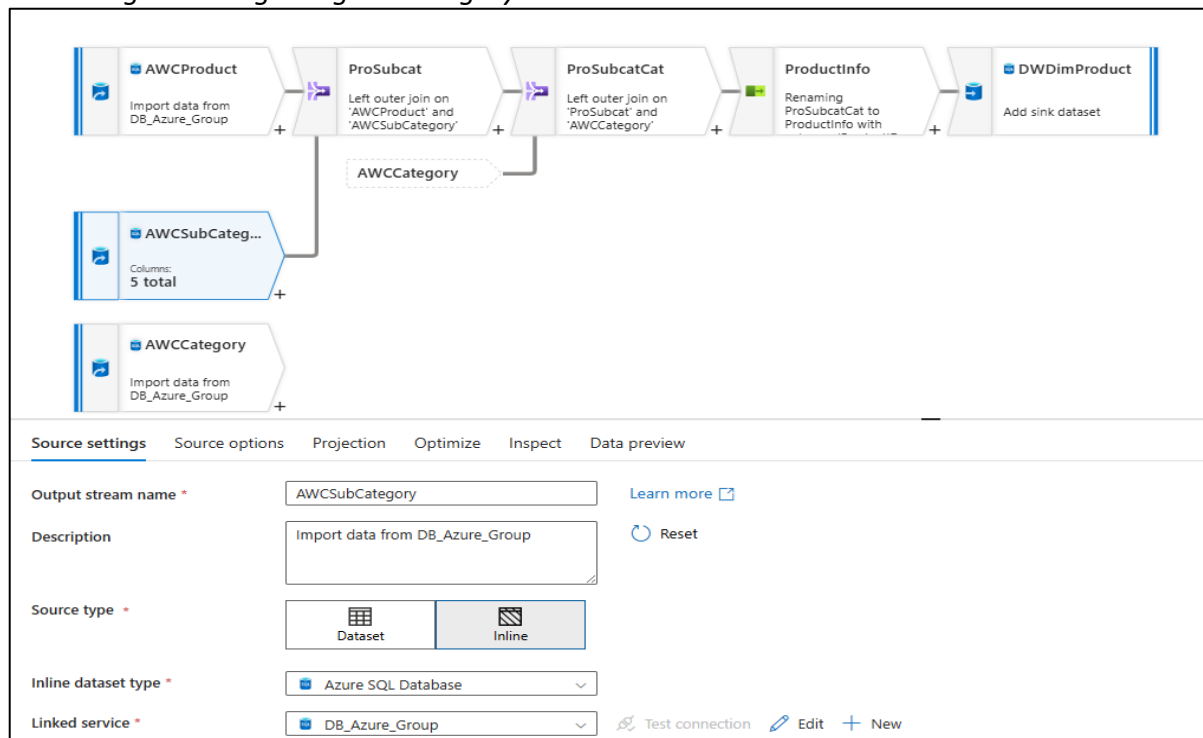 AWCProduct
Import data from
DB_Azure_Group
+
ProSubcat
Left outer join on
'AWCProduct' and
'AWCSubCategory'
+
ProSubcatCat
Left outer join on
'ProSubcat' and
'AWCCategory'
+
ProductInfo
Renaming
ProSubcatCat to
ProductInfo with
+
DWDimProduct
Add sink dataset
AWCCategory
AWCSubCateg...
Columns:
5 total
+
AWCCategory
Import data from
DB_Azure_Group
+
Source settings Source options Projection Optimize Inspect Data preview
Output stream name * AWCSubCategory Learn more
Description Import data from DB_Azure_Group Reset
Source type * Dataset Inline
Inline dataset type * Azure SQL Database
Linked service * DB_Azure_Group Test connection Edit + New